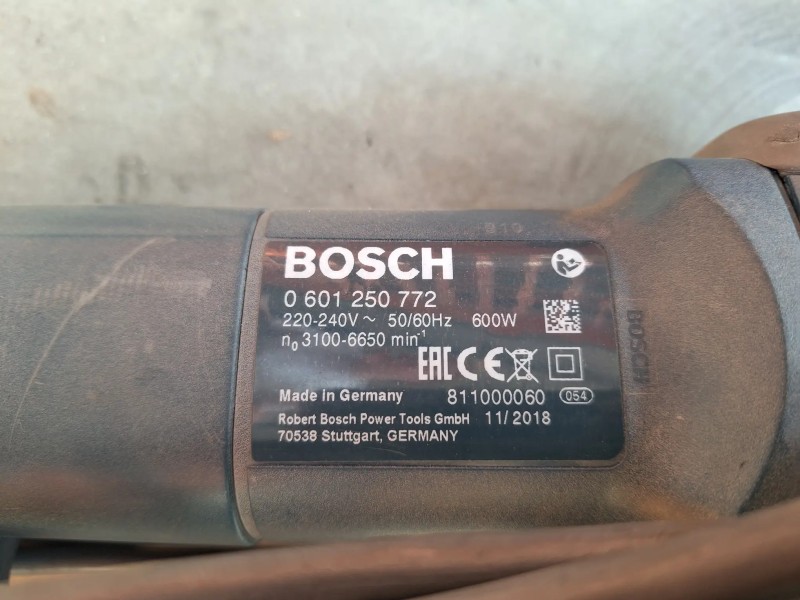 BOSCH
0 601 250 772
220-240V ~ 50/60Hz 600W
n₀ 3100-6650 min⁻¹
EAC CE
Made in Germany 811000060 054
Robert Bosch Power Tools GmbH 11/2018
70538 Stuttgart, GERMANY
BOSCH